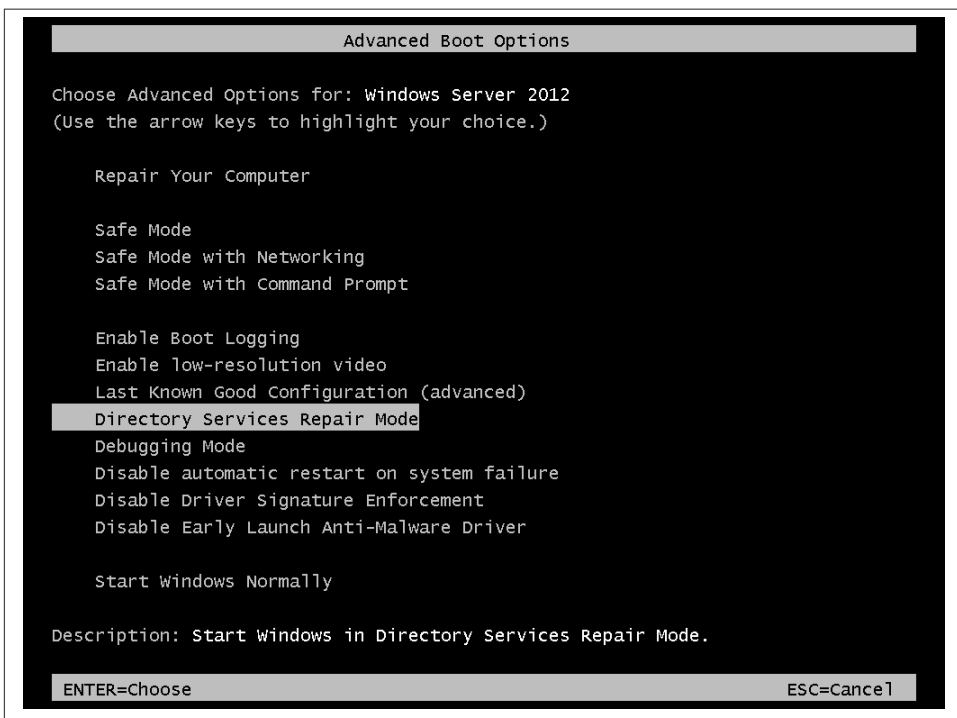 Advanced Boot Options
Choose Advanced Options for: Windows Server 2012
(Use the arrow keys to highlight your choice.)
Repair Your Computer
Safe Mode
Safe Mode with Networking
Safe Mode with Command Prompt
Enable Boot Logging
Enable low-resolution video
Last Known Good Configuration (advanced)
Directory Services Repair Mode
Debugging Mode
Disable automatic restart on system failure
Disable Driver Signature Enforcement
Disable Early Launch Anti-Malware Driver
Start Windows Normally
Description: Start Windows in Directory Services Repair Mode.
ENTER=Choose ESC=Cancel